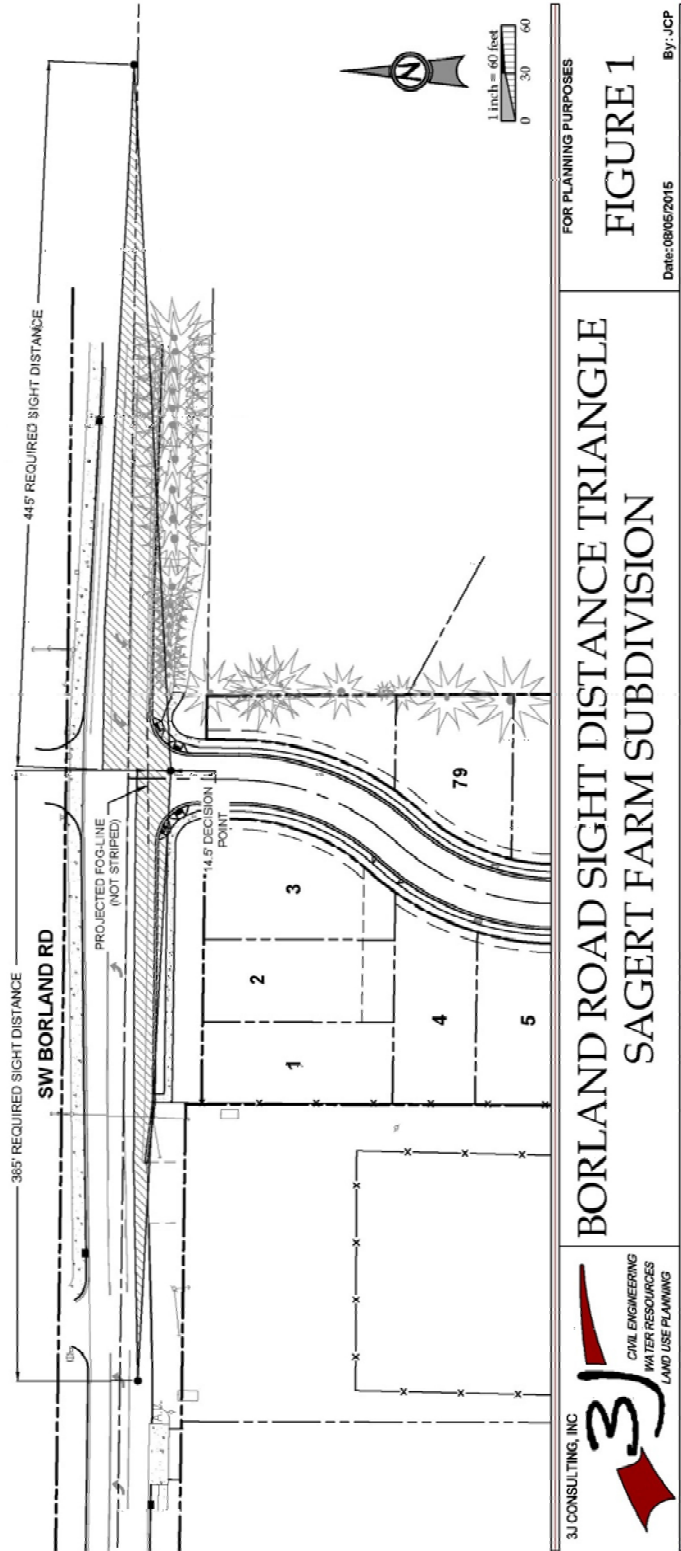 385' REQUIRED SIGHT DISTANCE
445' REQUIRED SIGHT DISTANCE
SW BORLAND RD
PROJECTED FOG-LINE
(NOT STRIPED)
14.5' DECISION
POINT
1
2
3
4
5
79
N
1 inch = 60 feet
0 30 60
3J CONSULTING, INC
3J
CIVIL ENGINEERING
WATER RESOURCES
LAND USE PLANNING
BORLAND ROAD SIGHT DISTANCE TRIANGLE
SAGERT FARM SUBDIVISION
FOR PLANNING PURPOSES
FIGURE 1
Date:08/05/2015 By: JCP